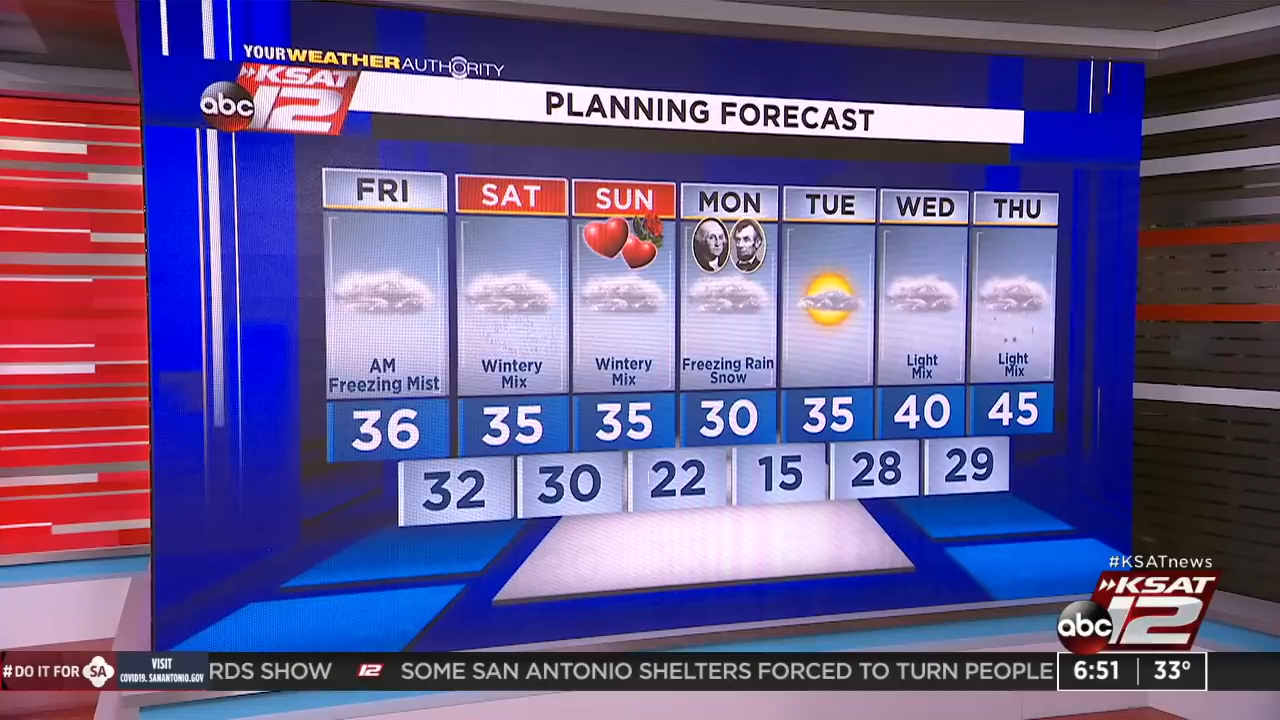 YOURWEATHERAUTHORITY
»KSAT
abc 12
PLANNING FORECAST
FRI SAT SUN MON TUE WED THU
AM
Freezing Mist
Wintery
Mix
Wintery
Mix
Freezing Rain
Snow
Light
Mix
Light
Mix
36 35 35 30 35 40 45
32 30 22 15 28 29
#KSATnews
»KSAT
abc 12
#DO IT FOR SA
VISIT
COVID19.SANANTONIO.GOV
RDS SHOW 12 SOME SAN ANTONIO SHELTERS FORCED TO TURN PEOPLE
6:51 33°